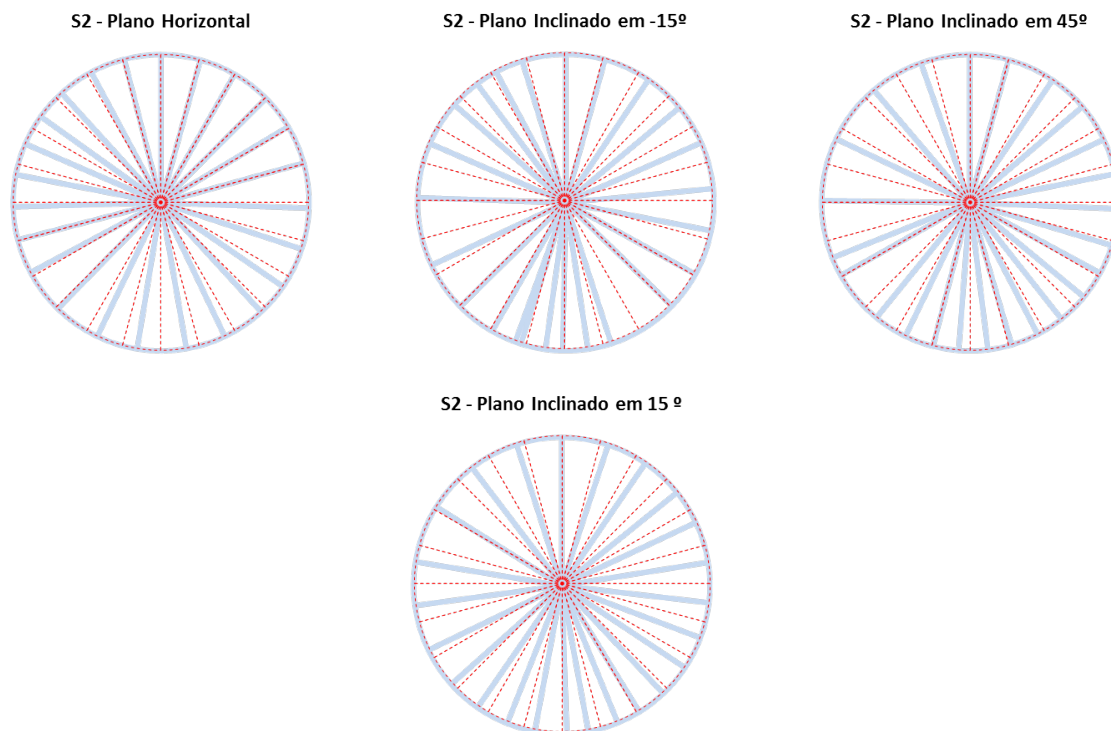 S2 - Plano Horizontal
S2 - Plano Inclinado em -15º
S2 - Plano Inclinado em 45º
S2 - Plano Inclinado em 15 º